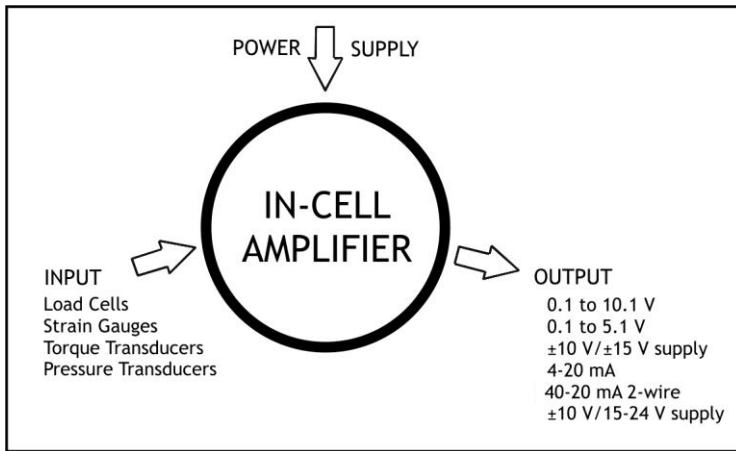 POWER SUPPLY
IN-CELL
AMPLIFIER
INPUT
Load Cells
Strain Gauges
Torque Transducers
Pressure Transducers
OUTPUT
0.1 to 10.1 V
0.1 to 5.1 V
±10 V/±15 V supply
4-20 mA
40-20 mA 2-wire
±10 V/15-24 V supply